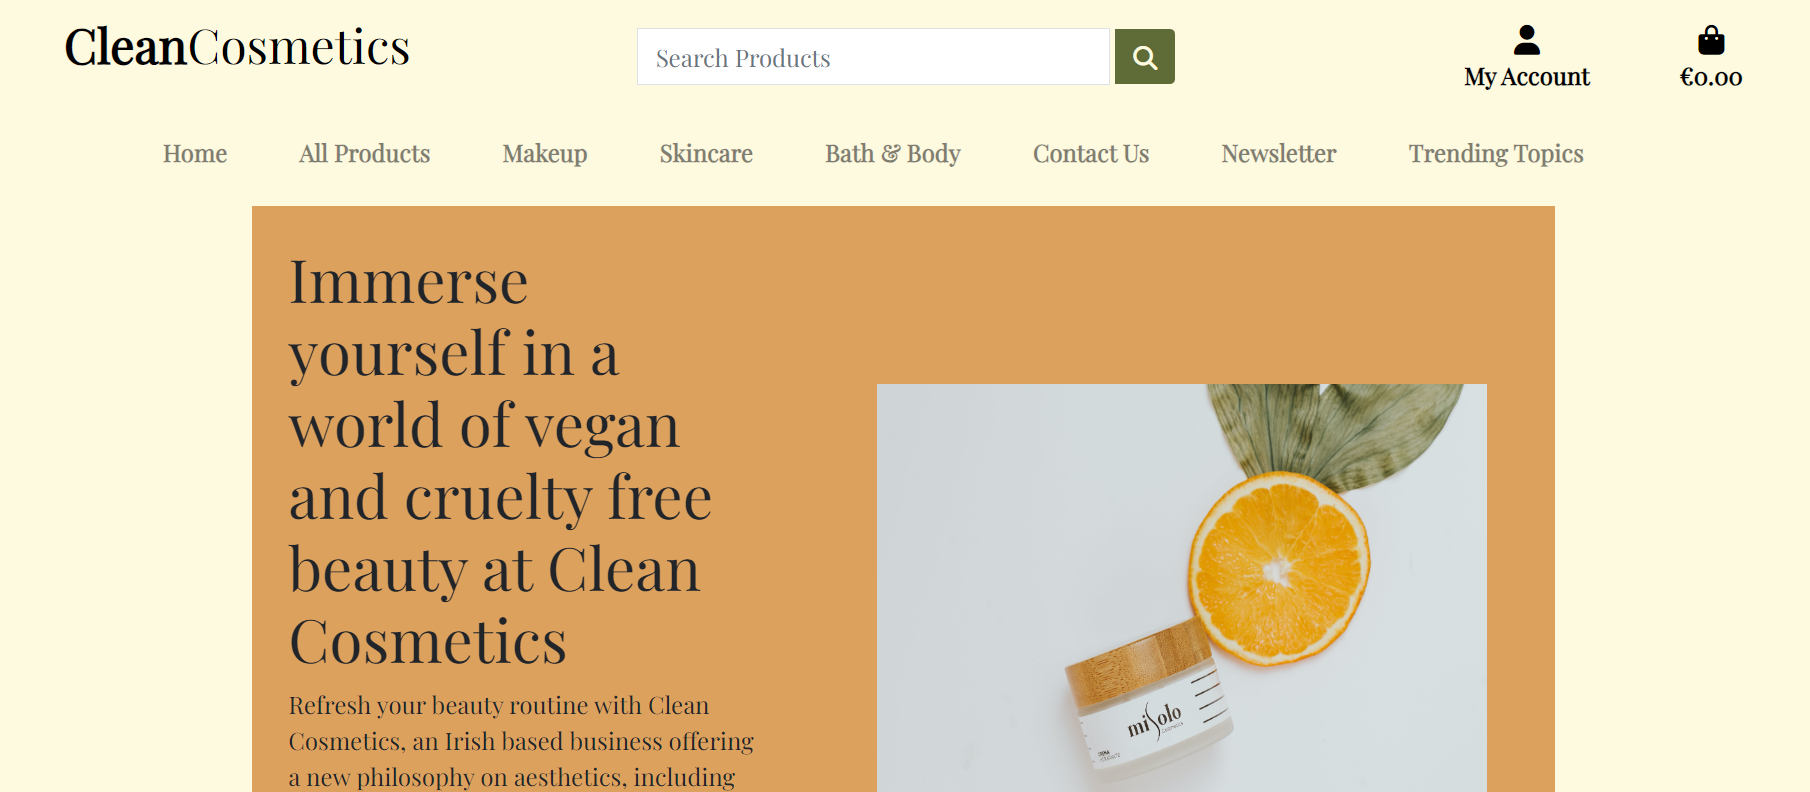 CleanCosmetics
Search Products
My Account
€0.00
Home
All Products
Makeup
Skincare
Bath & Body
Contact Us
Newsletter
Trending Topics
Immerse
yourself in a
world of vegan
and cruelty free
beauty at Clean
Cosmetics
Refresh your beauty routine with Clean
Cosmetics, an Irish based business offering
a new philosophy on aesthetics, including
miSolo